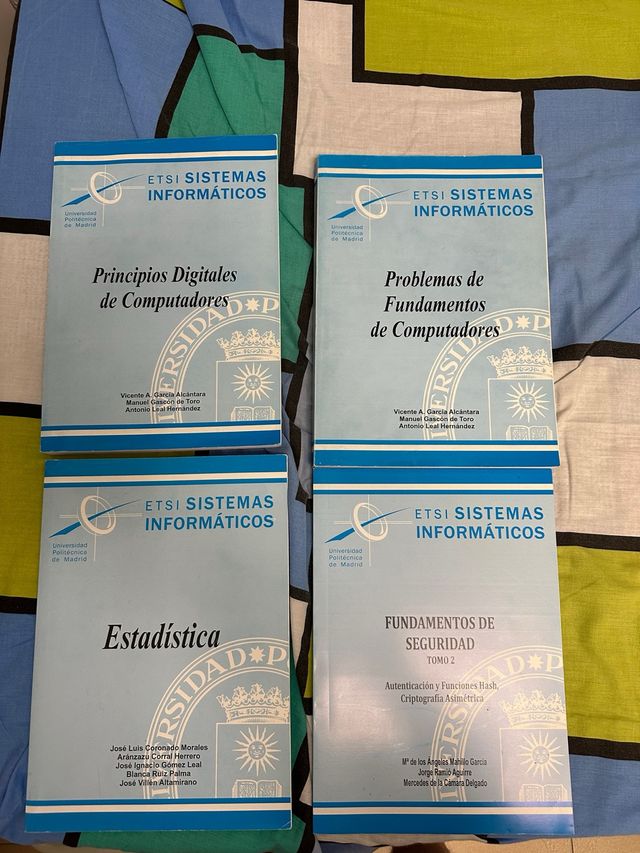 ETSI SISTEMAS
INFORMÁTICOS
Universidad
Politécnica
de Madrid
Principios Digitales
de Computadores
ERSIDAD P
Vicente A. García Alcántara
Manuel Gascón de Toro
Antonio Leal Hernández
ETSI SISTEMAS
INFORMÁTICOS
Universidad
Politécnica
de Madrid
Problemas de
Fundamentos
de Computadores
ERSIDAD P
Vicente A. García Alcántara
Manuel Gascón de Toro
Antonio Leal Hernández
ETSI SISTEMAS
INFORMÁTICOS
Universidad
Politécnica
de Madrid
Estadística
ERSIDAD P
José Luis Coronado Morales
Aránzazu Corral Herrero
José Ignacio Gómez Leal
Blanca Ruiz Palma
José Villén Altamirano
ETSI SISTEMAS
INFORMÁTICOS
Universidad
Politécnica
de Madrid
FUNDAMENTOS DE
SEGURIDAD
TOMO 2
Autenticación y Funciones Hash,
Criptografía Asimétrica
ERSIDAD P
Mª de los Ángeles Mahíllo García
Jorge Ramió Aguirre
Mercedes de la Cámara Delgado